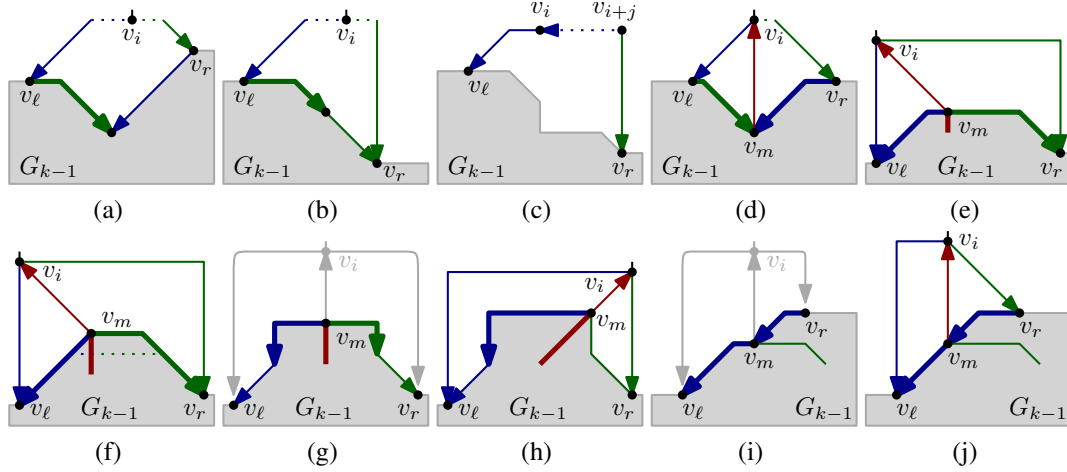 v_i v_r v_ℓ G_{k−1}
v_i v_ℓ G_{k−1} v_r
v_i v_{i+j} v_ℓ G_{k−1} v_r
v_i v_ℓ v_r v_m G_{k−1}
v_i v_m v_ℓ G_{k−1} v_r
(a) (b) (c) (d) (e)
v_i v_m v_ℓ G_{k−1} v_r
v_i v_m v_ℓ G_{k−1} v_r
v_i v_m v_ℓ G_{k−1} v_r
v_i v_r v_m v_ℓ G_{k−1}
v_i v_r v_m v_ℓ G_{k−1}
(f) (g) (h) (i) (j)